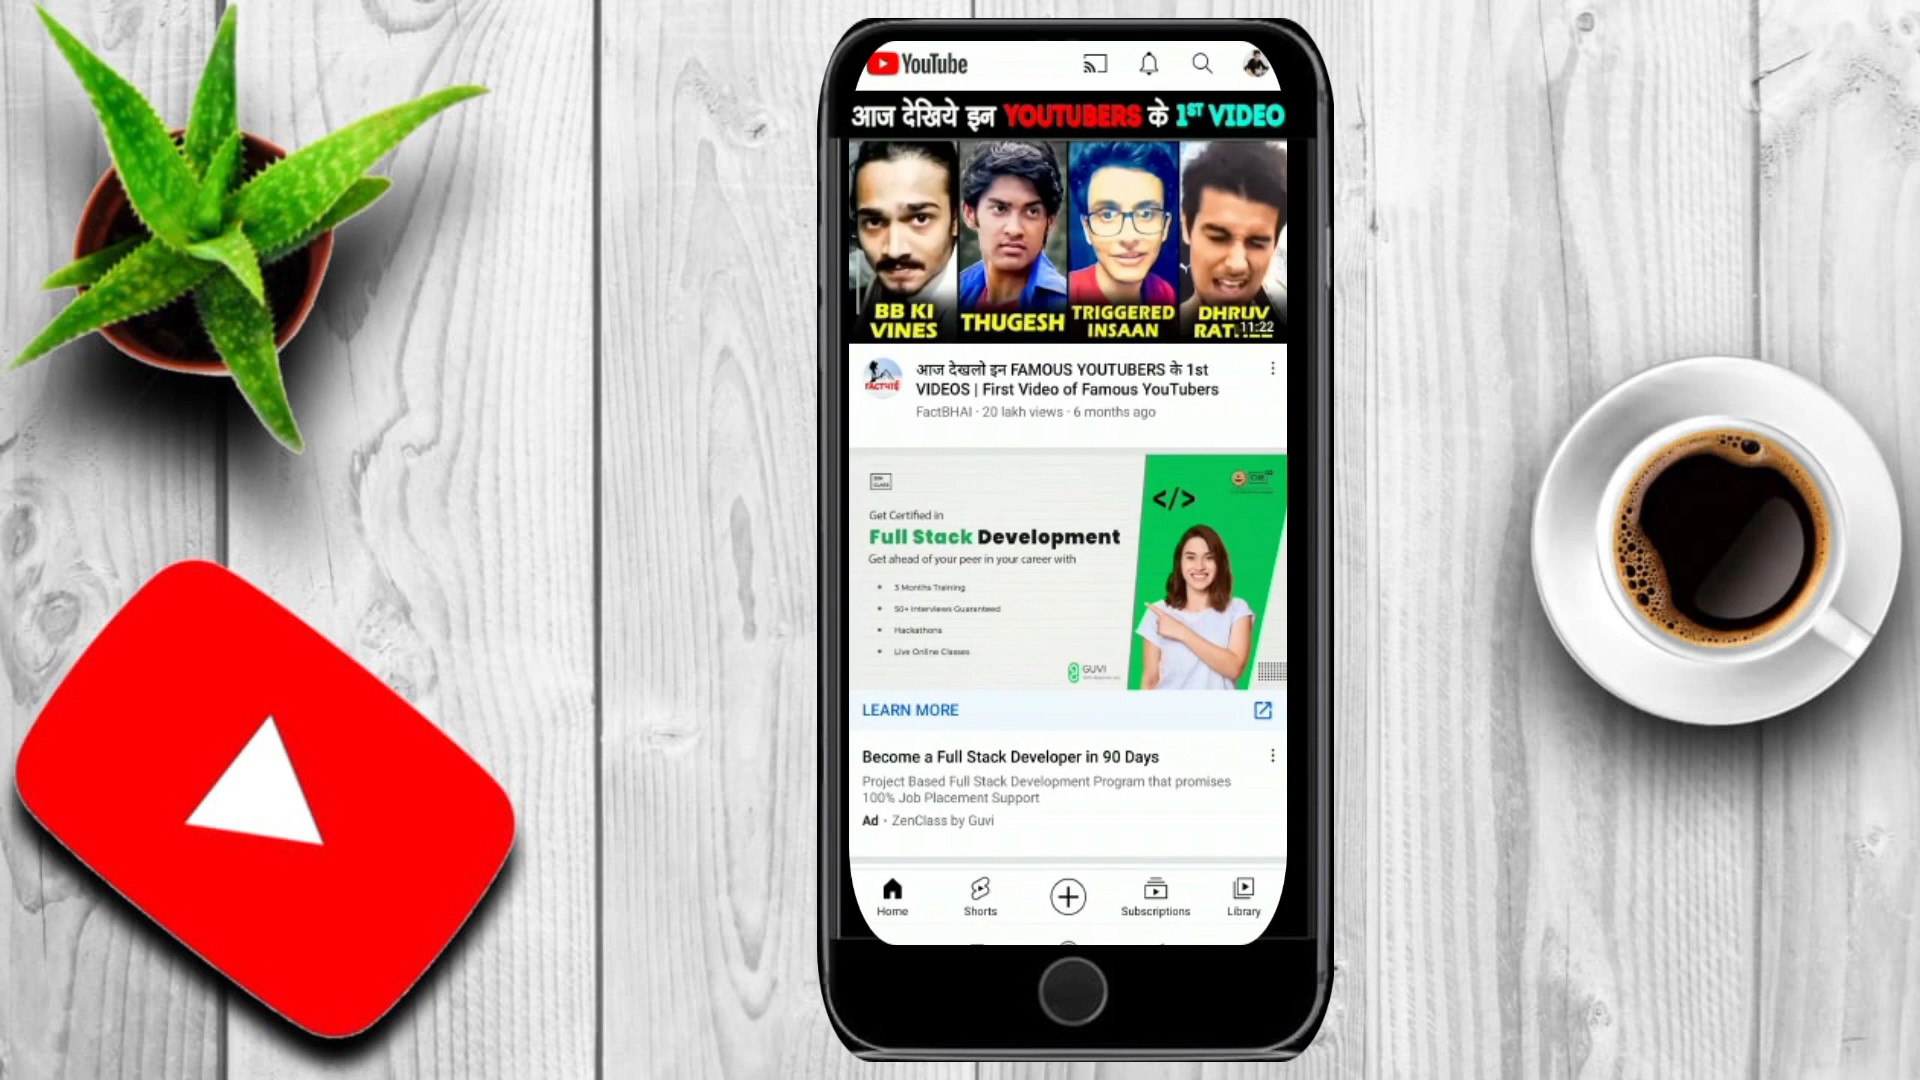 YouTube
आज देखिये इन YOUTUBERS के 1ST VIDEO
BB KI VINES
THUGESH
TRIGGERED INSAAN
DHRUV
11:22
FACTभाई
आज देखलो इन FAMOUS YOUTUBERS के 1st
VIDEOS | First Video of Famous YouTubers
FactBHAI · 20 lakh views · 6 months ago
ZEN
CLASS
Get Certified in
Full Stack Development
Get ahead of your peer in your career with
</>
• 3 Months Training
• 50+ Interviews Guaranteed
• Hackathons
• Live Online Classes
GUVI
LEARN MORE
Become a Full Stack Developer in 90 Days
Project Based Full Stack Development Program that promises
100% Job Placement Support
Ad · ZenClass by Guvi
Home
Shorts
Subscriptions
Library